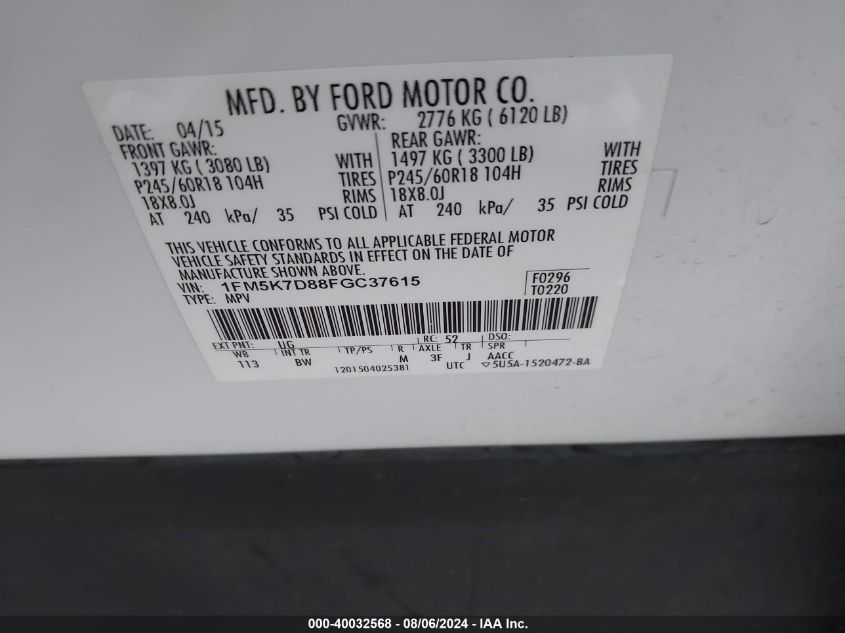 MFD. BY FORD MOTOR CO.
DATE: 04/15 GVWR: 2776 KG ( 6120 LB)
FRONT GAWR: REAR GAWR:
1397 KG ( 3080 LB) WITH 1497 KG ( 3300 LB) WITH
P245/60R18 104H TIRES P245/60R18 104H TIRES
18X8.0J RIMS 18X8.0J RIMS
AT 240 kPa/ 35 PSI COLD AT 240 kPa/ 35 PSI COLD
THIS VEHICLE CONFORMS TO ALL APPLICABLE FEDERAL MOTOR
VEHICLE SAFETY STANDARDS IN EFFECT ON THE DATE OF
MANUFACTURE SHOWN ABOVE.
VIN: 1FM5K7D88FGC37615 F0296
TYPE: MPV T0220
EXT PNT: UG RC: 52 DSO:
WB INT TR TP/PS R AXLE TR SPR
113 BW M 3F J AACC
1201504025381 UTC ▽5U5A-1520472-BA
000-40032568 - 08/06/2024 - IAA, Inc.